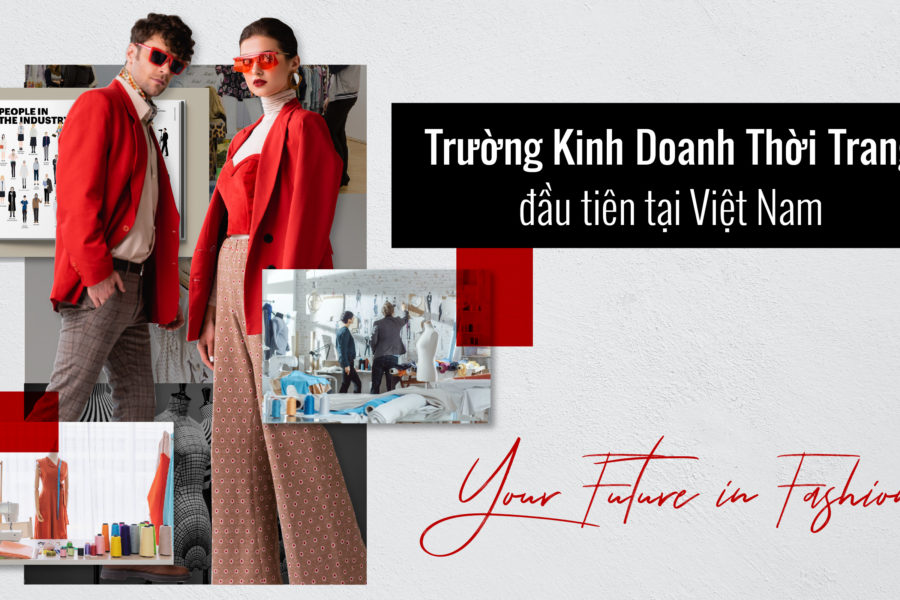 PEOPLE IN
THE INDUSTRY
Trường Kinh Doanh Thời Trang
đầu tiên tại Việt Nam
Your Future in Fashion